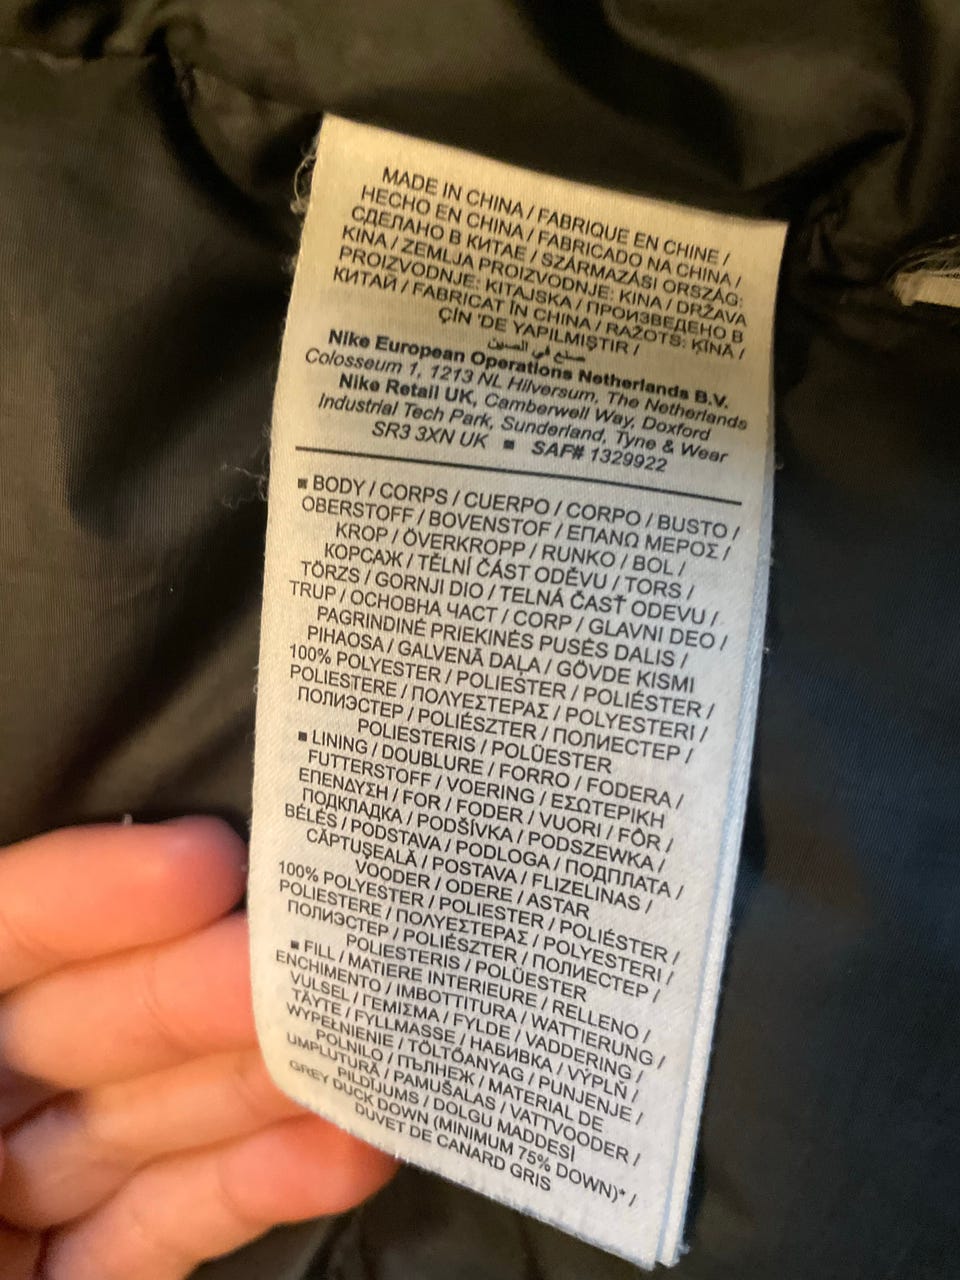 MADE IN CHINA / FABRIQUE EN CHINE /
HECHO EN CHINA / FABRICADO NA CHINA /
СДЕЛАНО В КИТАЕ / SZÁRMAZÁSI ORSZÁG:
KINA / ZEMLJA PROIZVODNJE: KINA / DRŽAVA
PROIZVODNJE: KITAJSKA / ПРОИЗВЕДЕНО В
КИТАЙ / FABRICAT ÎN CHINA / RAŽOTS: ĶĪNĀ /
ÇİN 'DE YAPILMIŞTIR /
صنع في الصين
Nike European Operations Netherlands B.V.
Colosseum 1, 1213 NL Hilversum, The Netherlands
Nike Retail UK, Camberwell Way, Doxford
Industrial Tech Park, Sunderland, Tyne & Wear
SR3 3XN UK ■ SAF# 1329922
■ BODY / CORPS / CUERPO / CORPO / BUSTO /
OBERSTOFF / BOVENSTOF / ΕΠΑΝΩ ΜΕΡΟΣ /
KROP / ÖVERKROPP / RUNKO / BOL /
КОРСАЖ / TĚLNÍ ČÁST ODĚVU / TORS /
TÖRZS / GORNJI DIO / TELNÁ ČASŤ ODEVU /
TRUP / ОСНОВНА ЧАСТ / CORP / GLAVNI DEO /
PAGRINDINĖ PRIEKINĖS PUSĖS DALIS /
PIHAOSA / GALVENĀ DAĻA / GÖVDE KISMI
100% POLYESTER / POLIESTER / POLIÉSTER /
POLIESTERE / ΠΟΛΥΕΣΤΕΡΑΣ / POLYESTERI /
ПОЛИЭСТЕР / POLIÉSZTER / ПОЛИЕСТЕР /
POLIESTERIS / POLÜESTER
■ LINING / DOUBLURE / FORRO / FODERA /
FUTTERSTOFF / VOERING / ΕΣΩΤΕΡΙΚΗ
ΕΠΕΝΔΥΣΗ / FOR / FODER / VUORI / FÔR /
ПОДКЛАДКА / PODŠÍVKA / PODSZEWKA /
BÉLÉS / PODSTAVA / PODLOGA / ПОДПЛАТА /
CĂPTUŞEALĂ / POSTAVA / FLIZELINAS /
VOODER / ODERE / ASTAR
100% POLYESTER / POLIESTER / POLIÉSTER /
POLIESTERE / ΠΟΛΥΕΣΤΕΡΑΣ / POLYESTERI /
ПОЛИЭСТЕР / POLIÉSZTER / ПОЛИЕСТЕР /
POLIESTERIS / POLÜESTER
■ FILL / MATIERE INTERIEURE / RELLENO /
ENCHIMENTO / IMBOTTITURA / WATTIERUNG /
VULSEL / ΓΕΜΙΣΜΑ / FYLDE / VADDERING /
TÄYTE / FYLLMASSE / НАБИВКА / VÝPLŇ /
WYPEŁNIENIE / TÖLTŐANYAG / PUNJENJE /
POLNILO / ПЪЛНЕЖ / MATERIAL DE
UMPLUTURĂ / PAMUŠALAS / VATTVOODER /
PILDĪJUMS / DOLGU MADDESİ
GREY DUCK DOWN (MINIMUM 75% DOWN)* /
DUVET DE CANARD GRIS